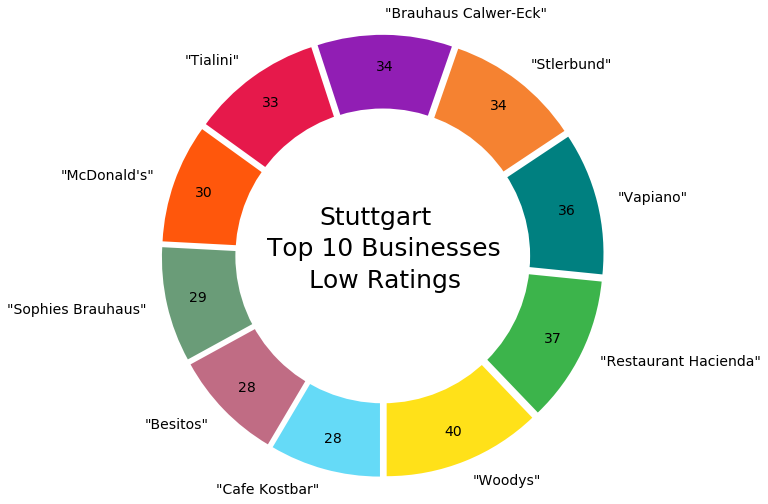 "Brauhaus Calwer-Eck"
34
"Stlerbund"
34
"Vapiano"
36
"Restaurant Hacienda"
37
"Woodys"
40
"Cafe Kostbar"
28
"Besitos"
28
"Sophies Brauhaus"
29
"McDonald's"
30
"Tialini"
33
Stuttgart
Top 10 Businesses
Low Ratings